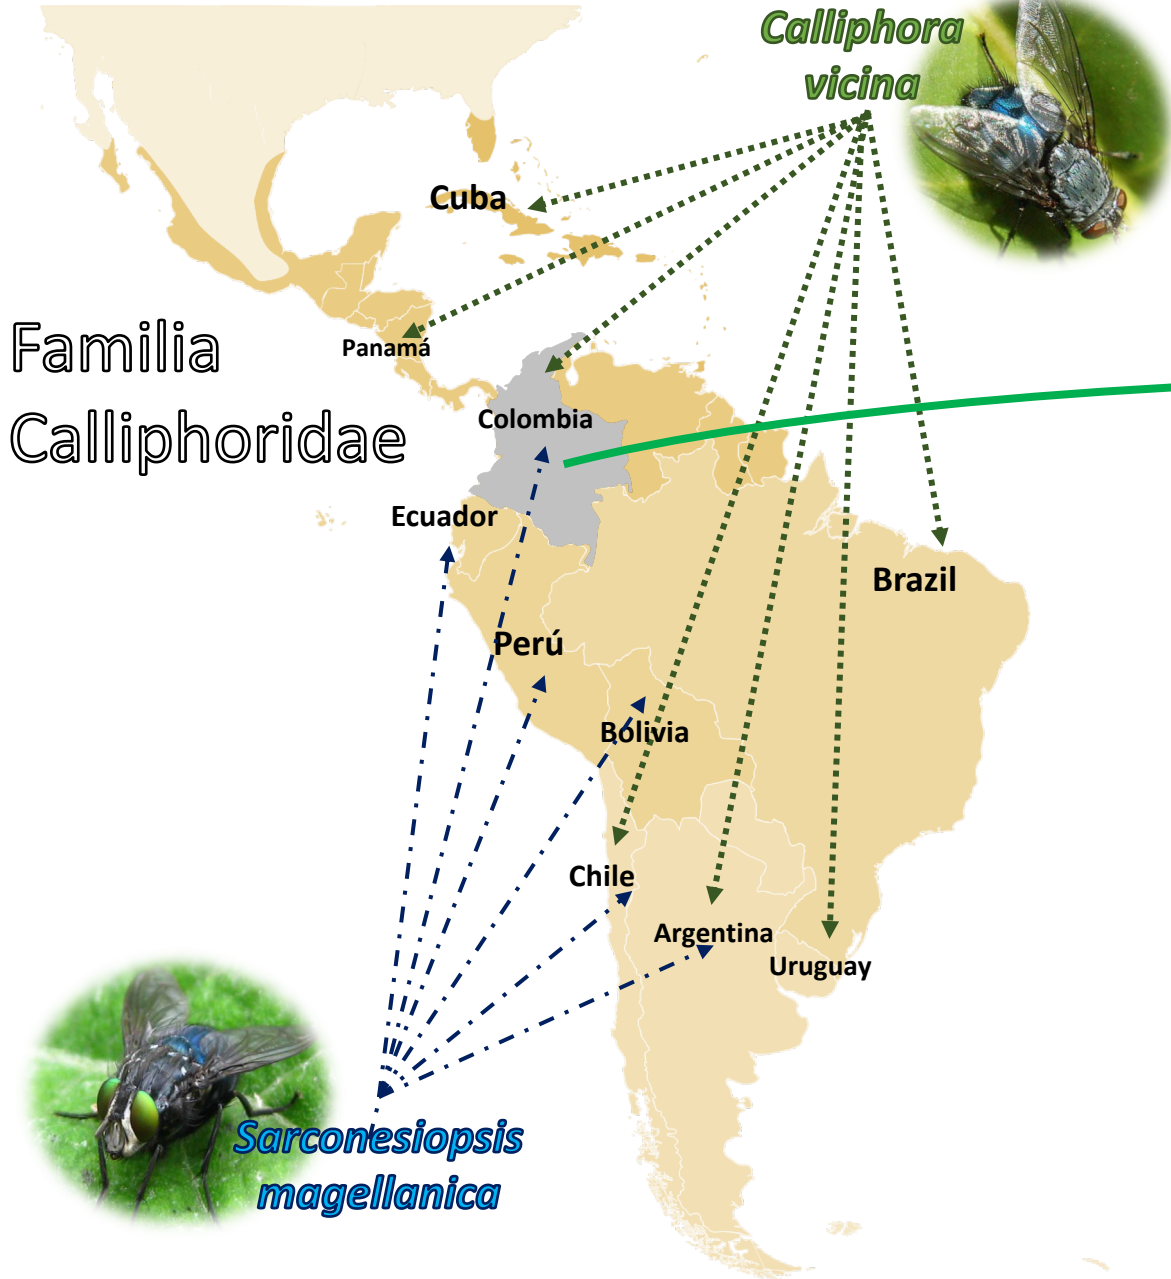 Calliphora
vicina
Cuba
Familia
Calliphoridae
Panamá
Colombia
Ecuador
Brazil
Perú
Bolivia
Chile
Argentina
Uruguay
Sarconesiopsis
magellanica